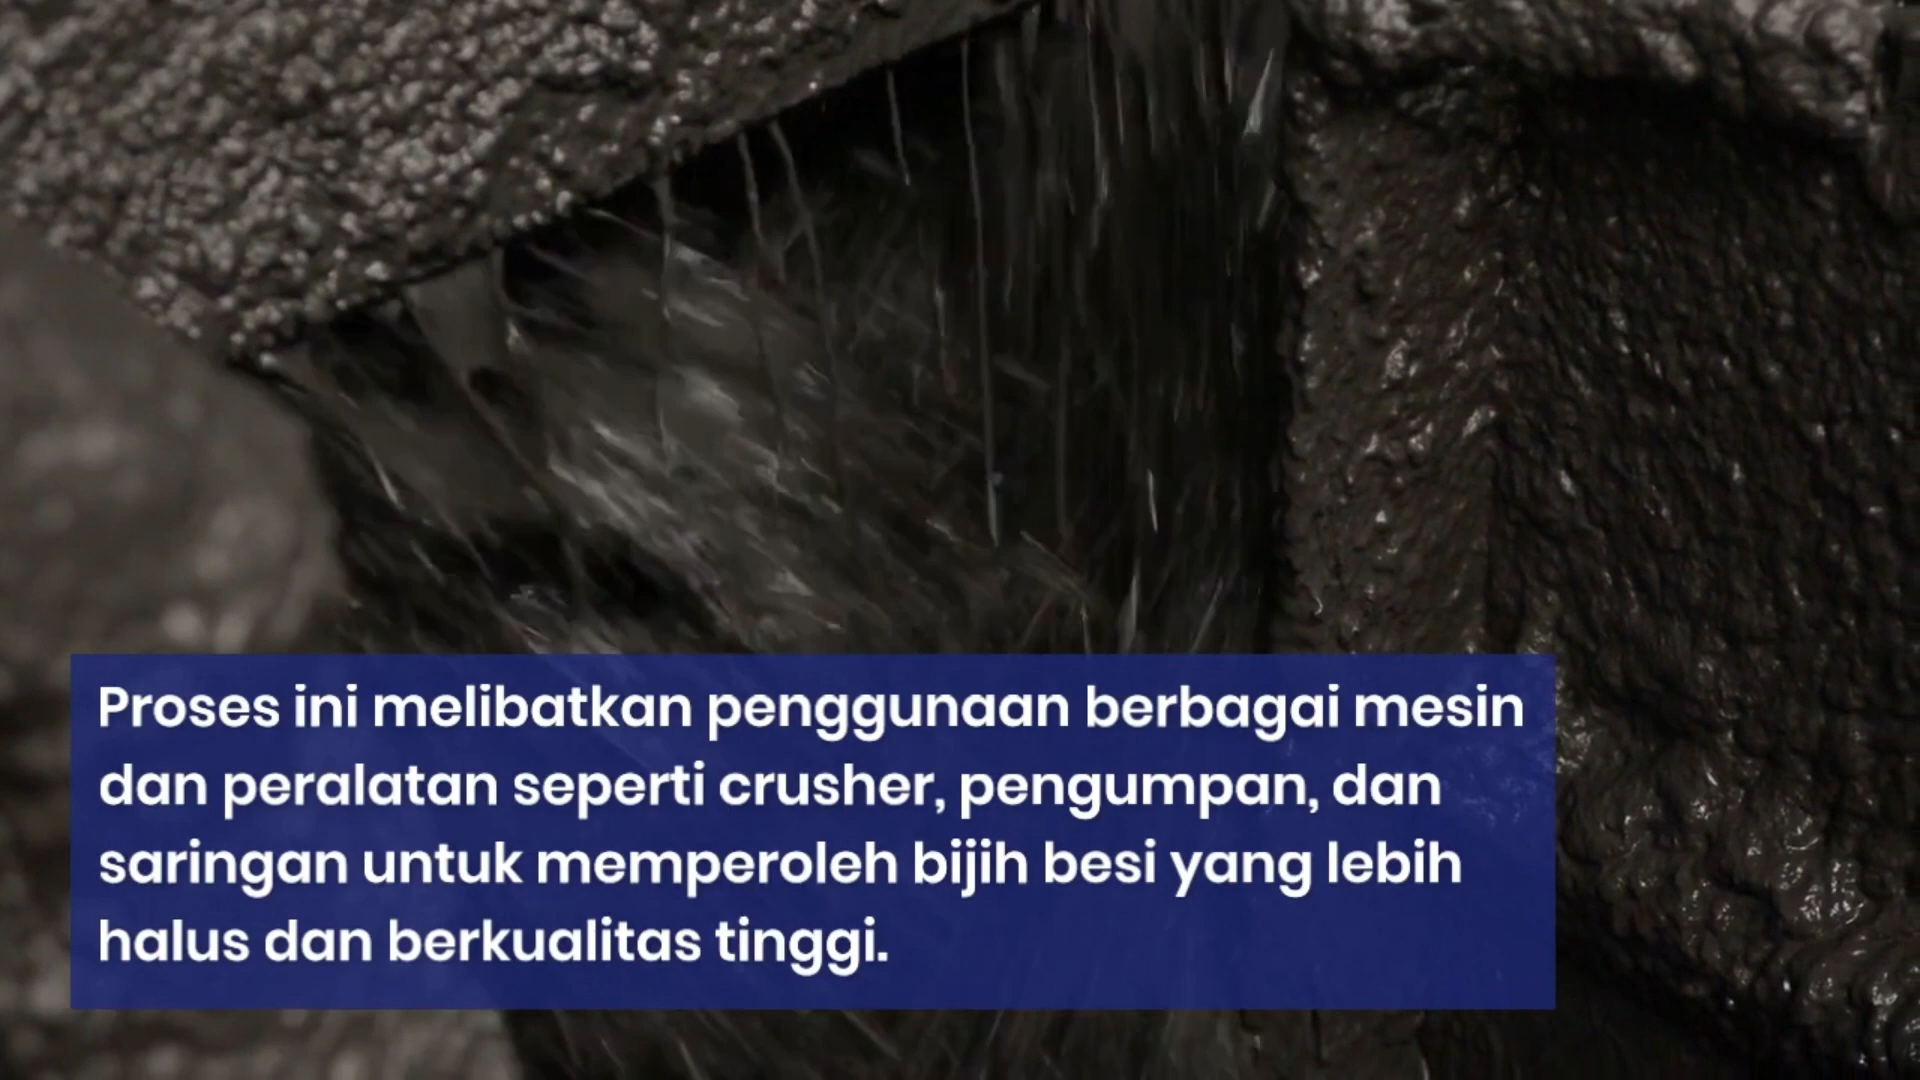 Proses ini melibatkan penggunaan berbagai mesin
dan peralatan seperti crusher, pengumpan, dan
saringan untuk memperoleh bijih besi yang lebih
halus dan berkualitas tinggi.